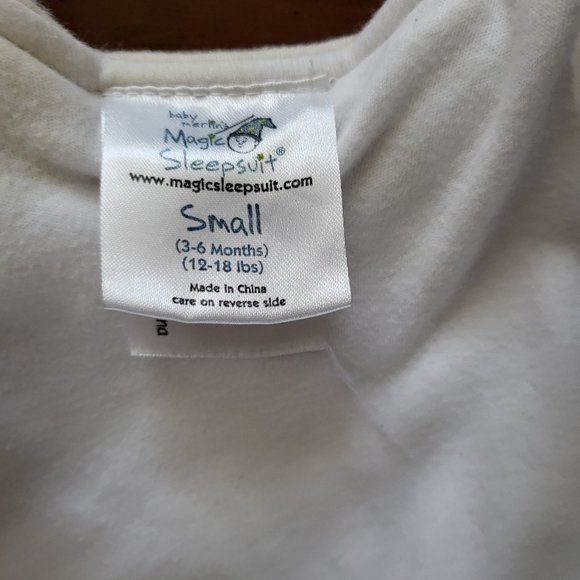 baby
merlin's
Magic
Sleepsuit®
www.magicsleepsuit.com
Small
(3-6 Months)
(12-18 lbs)
Made in China
care on reverse side
na